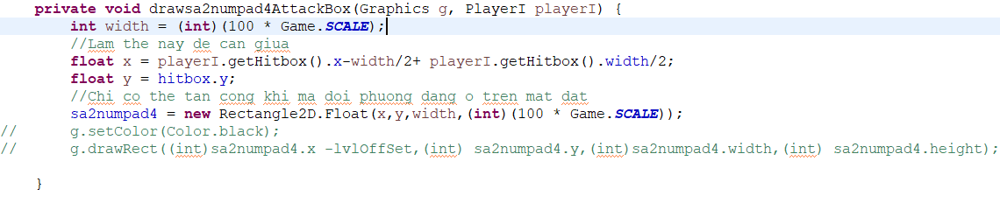 private void drawsa2numpad4AttackBox(Graphics g, PlayerI playerI) {
int width = (int)(100 * Game.SCALE);
//Lam the nay de can giua
float x = playerI.getHitbox().x-width/2+ playerI.getHitbox().width/2;
float y = hitbox.y;
//Chi co the tan cong khi ma doi phuong dang o tren mat dat
sa2numpad4 = new Rectangle2D.Float(x,y,width,(int)(100 * Game.SCALE));
// g.setColor(Color.black);
// g.drawRect((int)sa2numpad4.x -lvlOffSet,(int) sa2numpad4.y,(int)sa2numpad4.width,(int) sa2numpad4.height);
}